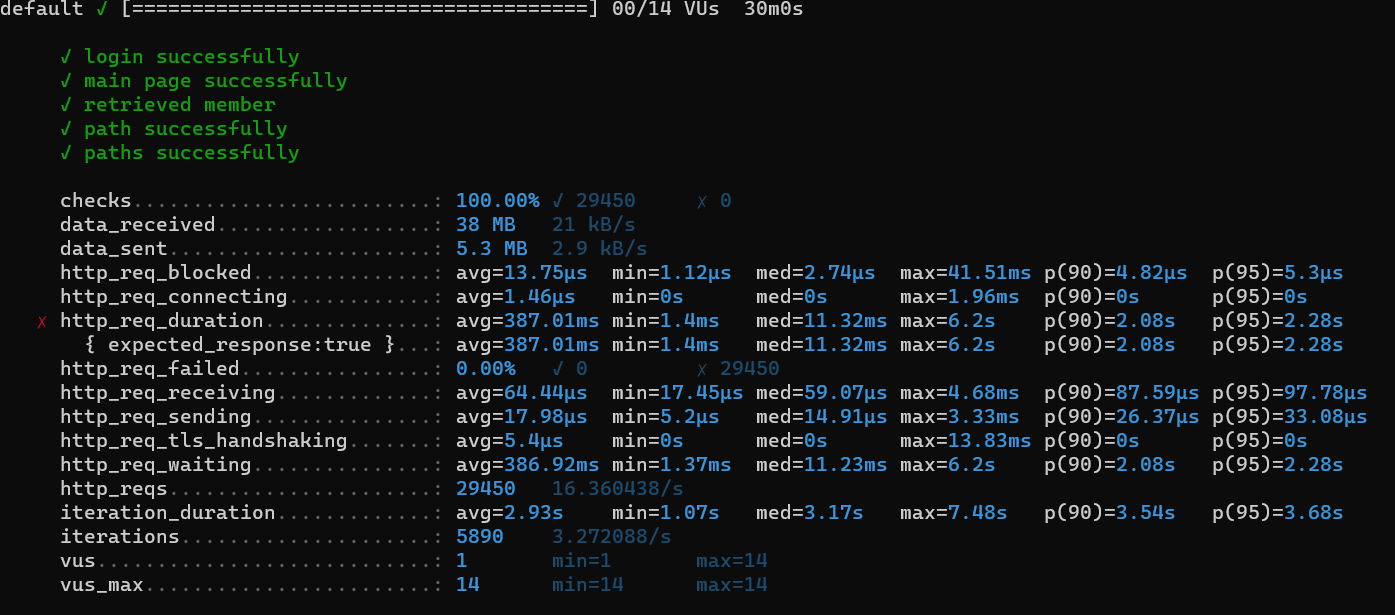 default ✓ [======================================] 00/14 VUs  30m0s
✓ login successfully
✓ main page successfully
✓ retrieved member
✓ path successfully
✓ paths successfully
checks.........................: 100.00% ✓ 29450     ✗ 0
data_received..................: 38 MB   21 kB/s
data_sent......................: 5.3 MB  2.9 kB/s
http_req_blocked...............: avg=13.75µs  min=1.12µs  med=2.74µs  max=41.51ms p(90)=4.82µs  p(95)=5.3µs
http_req_connecting............: avg=1.46µs   min=0s      med=0s      max=1.96ms  p(90)=0s      p(95)=0s
✗ http_req_duration..............: avg=387.01ms min=1.4ms   med=11.32ms max=6.2s    p(90)=2.08s   p(95)=2.28s
{ expected_response:true }...: avg=387.01ms min=1.4ms   med=11.32ms max=6.2s    p(90)=2.08s   p(95)=2.28s
http_req_failed................: 0.00%   ✓ 0         ✗ 29450
http_req_receiving.............: avg=64.44µs  min=17.45µs med=59.07µs max=4.68ms  p(90)=87.59µs p(95)=97.78µs
http_req_sending...............: avg=17.98µs  min=5.2µs   med=14.91µs max=3.33ms  p(90)=26.37µs p(95)=33.08µs
http_req_tls_handshaking.......: avg=5.4µs    min=0s      med=0s      max=13.83ms p(90)=0s      p(95)=0s
http_req_waiting...............: avg=386.92ms min=1.37ms  med=11.23ms max=6.2s    p(90)=2.08s   p(95)=2.28s
http_reqs......................: 29450   16.360438/s
iteration_duration.............: avg=2.93s    min=1.07s   med=3.17s   max=7.48s   p(90)=3.54s   p(95)=3.68s
iterations.....................: 5890    3.272088/s
vus............................: 1       min=1       max=14
vus_max........................: 14      min=14      max=14